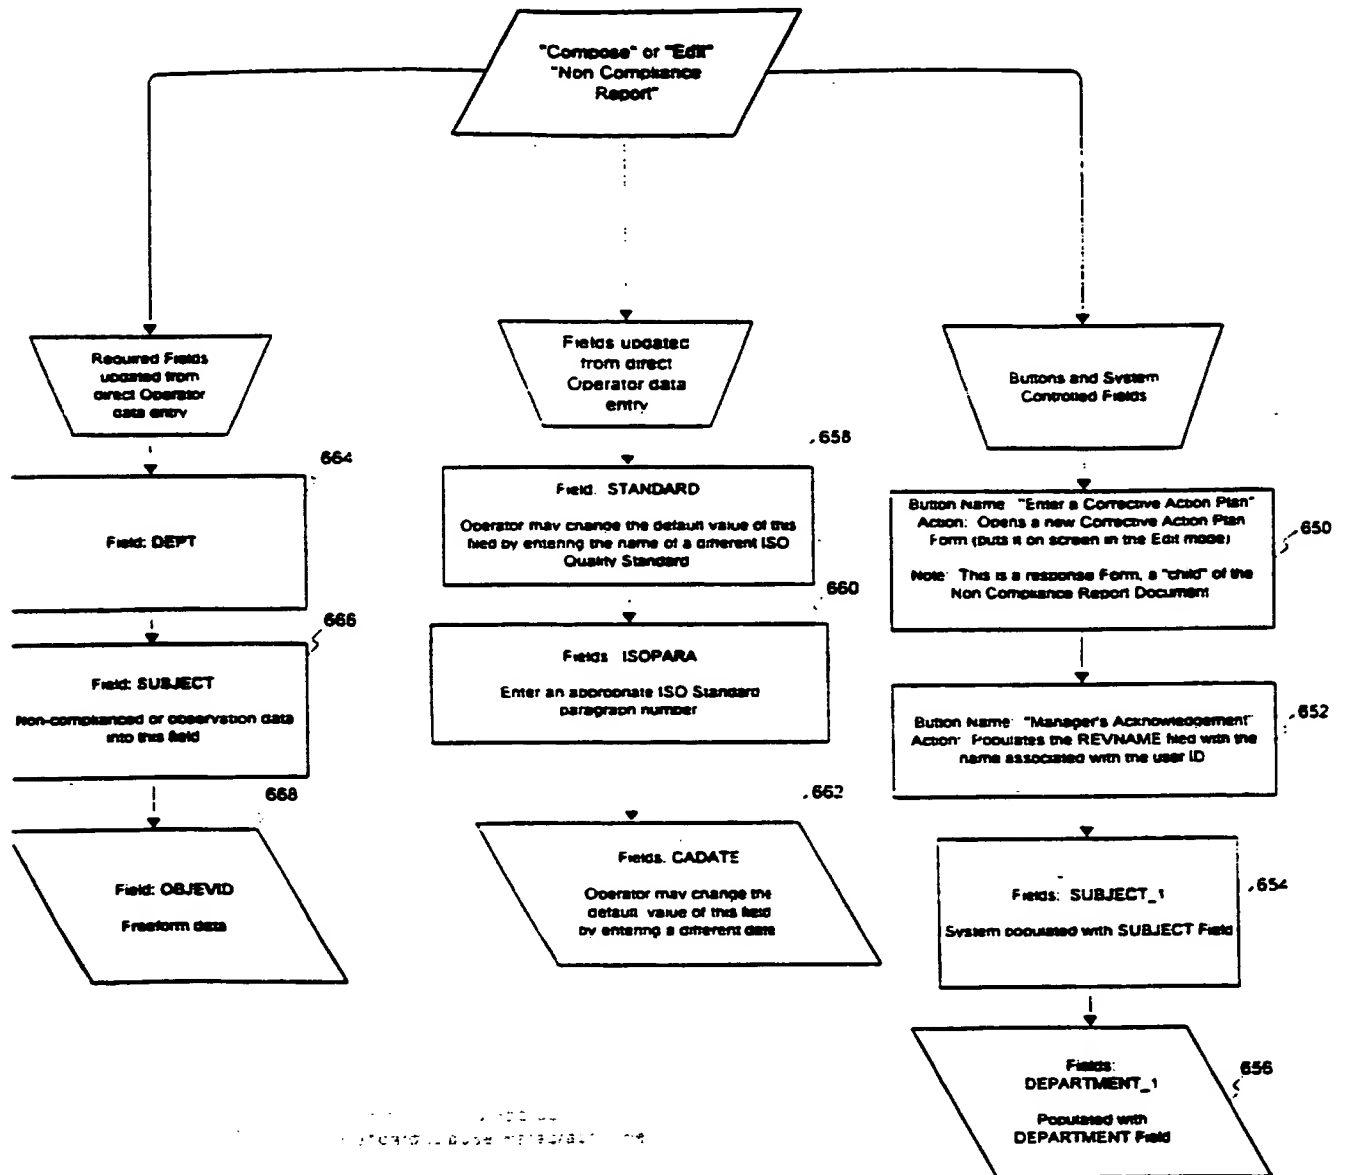 "Compose" or "Edit"
"Non Compliance
Report"
Required Fields
updated from
direct Operator
data entry
Fields updated
from direct
Operator data
entry
Buttons and System
Controlled Fields
664
Field: DEPT
666
Field: SUBJECT
Non-complianced or observation data
into this field
668
Field: OBJEVID
Freeform data
658
Field. STANDARD
Operator may change the default value of this
filed by entering the name of a different ISO
Quality Standard
660
Fields ISOPARA
Enter an appropriate ISO Standard
paragraph number
662
Fields. CADATE
Operator may change the
default value of this field
by entering a different date
Button Name "Enter a Corrective Action Plan"
Action: Opens a new Corrective Action Plan
Form (puts it on screen in the Edit mode)
Note: This is a response Form, a "child" of the
Non Compliance Report Document
650
Button Name: "Manager's Acknowledgement"
Action: Populates the REVNAME filed with the
name associated with the user ID
652
Fields: SUBJECT_1
System populated with SUBJECT Field
654
Fields:
DEPARTMENT_1
Populated with
DEPARTMENT Field
656